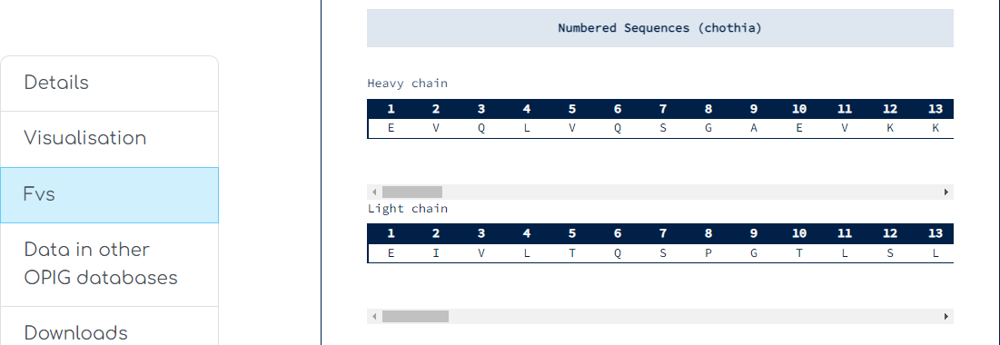 Details
Visualisation
Fvs
Data in other
OPIG databases
Downloads
Numbered Sequences (chothia)
Heavy chain
1 2 3 4 5 6 7 8 9 10 11 12 13
E V Q L V Q S G A E V K K
Light chain
1 2 3 4 5 6 7 8 9 10 11 12 13
E I V L T Q S P G T L S L